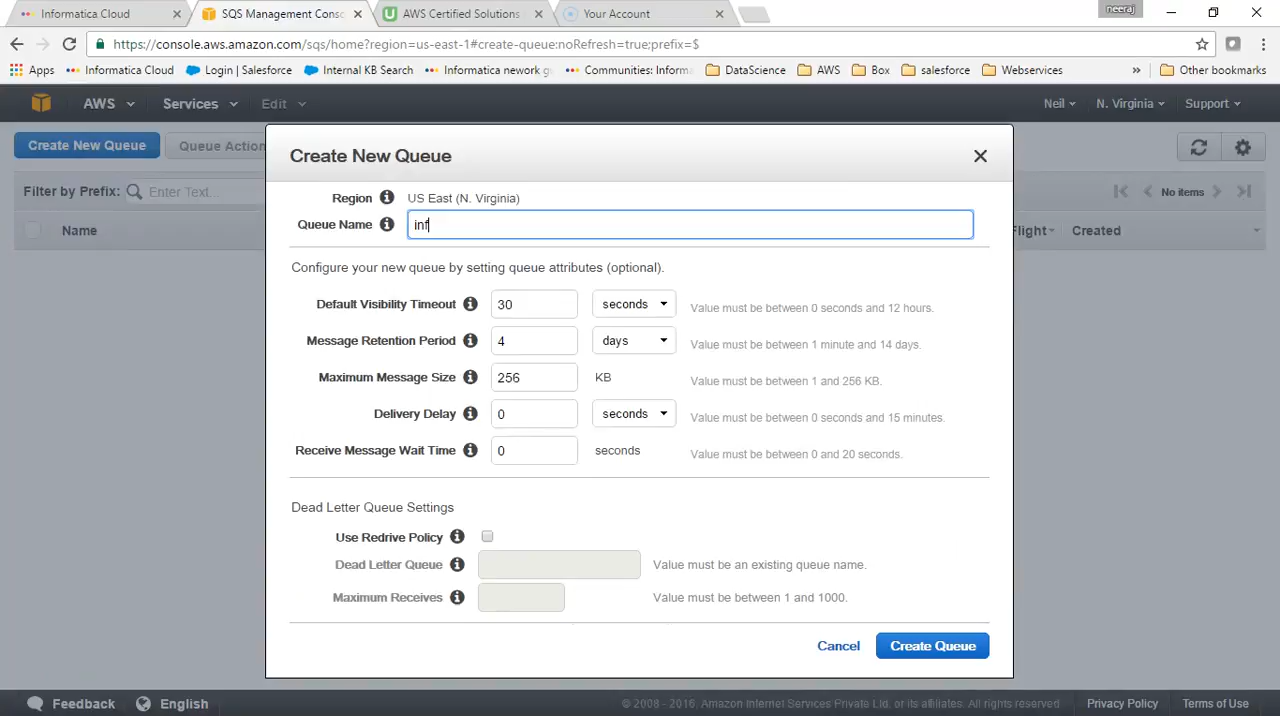 Informatica Cloud
SQS Management Conso
AWS Certified Solutions
Your Account
neeraj
https://console.aws.amazon.com/sqs/home?region=us-east-1#create-queue:noRefresh=true;prefix=$
Apps Informatica Cloud Login | Salesforce Internal KB Search Informatica nework g Communities: Informa DataScience AWS Box salesforce Webservices » Other bookmarks
AWS Services Edit Neil N. Virginia Support
Create New Queue Queue Action
Filter by Prefix: Enter Text... No items
Name Flight Created
Create New Queue
Region US East (N. Virginia)
Queue Name inf
Configure your new queue by setting queue attributes (optional).
Default Visibility Timeout 30 seconds Value must be between 0 seconds and 12 hours.
Message Retention Period 4 days Value must be between 1 minute and 14 days.
Maximum Message Size 256 KB Value must be between 1 and 256 KB.
Delivery Delay 0 seconds Value must be between 0 seconds and 15 minutes.
Receive Message Wait Time 0 seconds Value must be between 0 and 20 seconds.
Dead Letter Queue Settings
Use Redrive Policy
Dead Letter Queue Value must be an existing queue name.
Maximum Receives Value must be between 1 and 1000.
Cancel Create Queue
Feedback English © 2008 - 2016, Amazon Internet Services Private Ltd. or its affiliates. All rights reserved. Privacy Policy Terms of Use